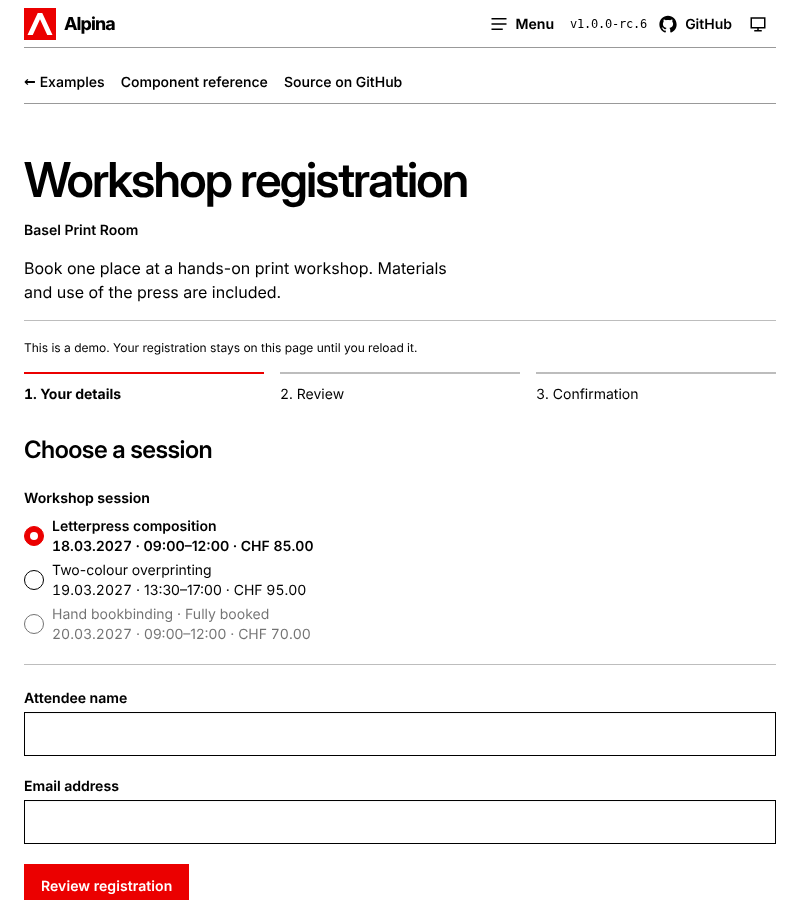 Alpina
Menu
v1.0.0-rc.6
GitHub
← Examples
Component reference
Source on GitHub
Workshop registration
Basel Print Room
Book one place at a hands-on print workshop. Materials
and use of the press are included.
This is a demo. Your registration stays on this page until you reload it.
1. Your details
2. Review
3. Confirmation
Choose a session
Workshop session
Letterpress composition
18.03.2027 · 09:00–12:00 · CHF 85.00
Two-colour overprinting
19.03.2027 · 13:30–17:00 · CHF 95.00
Hand bookbinding · Fully booked
20.03.2027 · 09:00–12:00 · CHF 70.00
Attendee name
Email address
Review registration